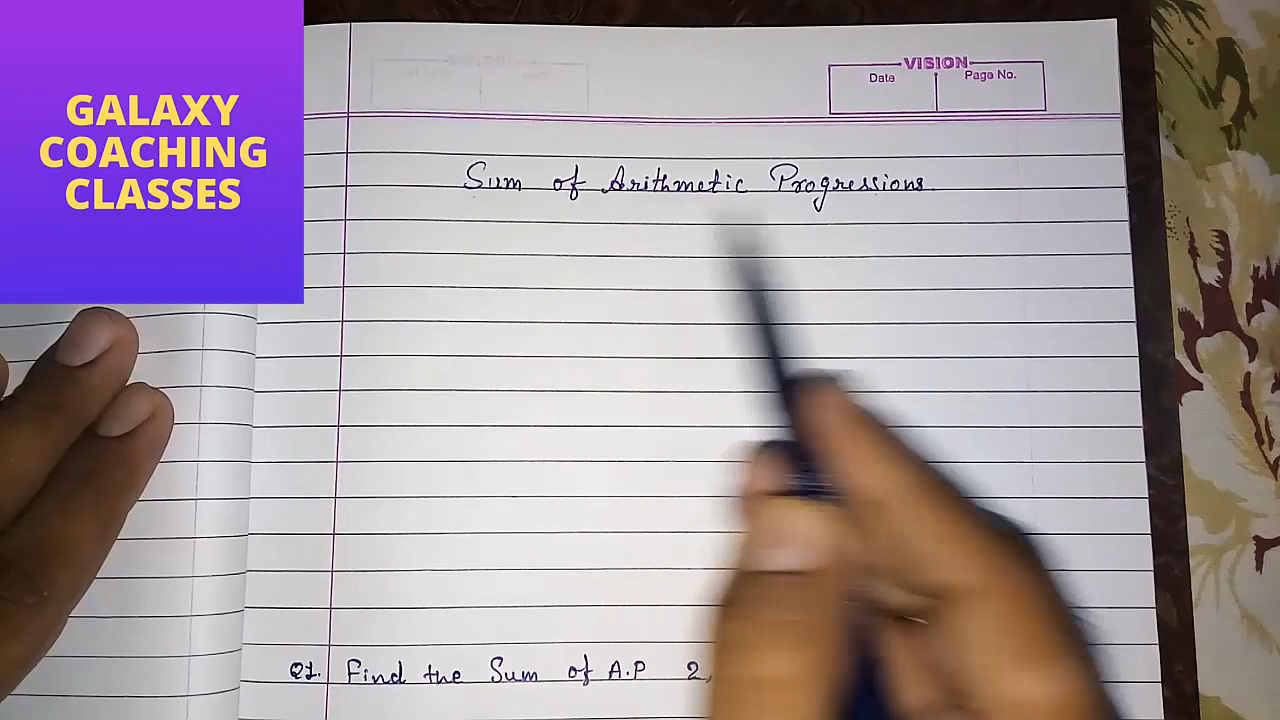 GALAXY
COACHING
CLASSES
VISION
Date Page No.
Sum of Arithmetic Progressions
Q1. Find the Sum of A.P 2,